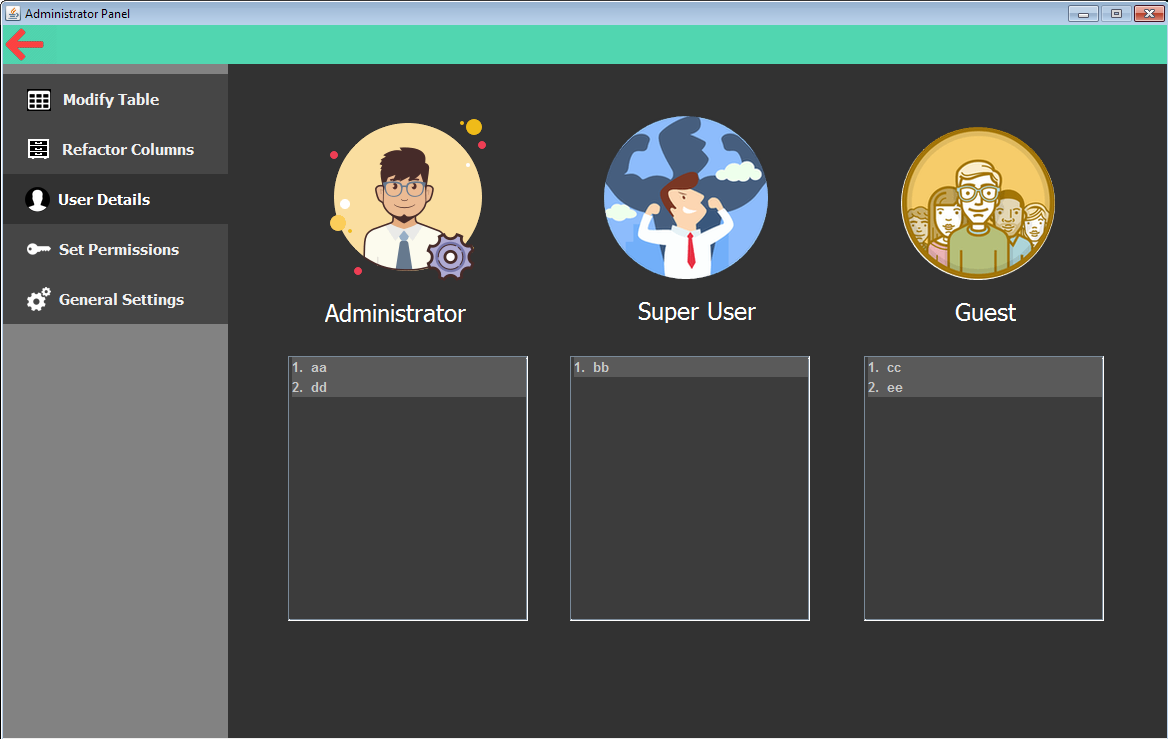 Administrator Panel
Modify Table
Refactor Columns
User Details
Set Permissions
General Settings
Administrator
Super User
Guest
1. aa
2. dd
1. bb
1. cc
2. ee